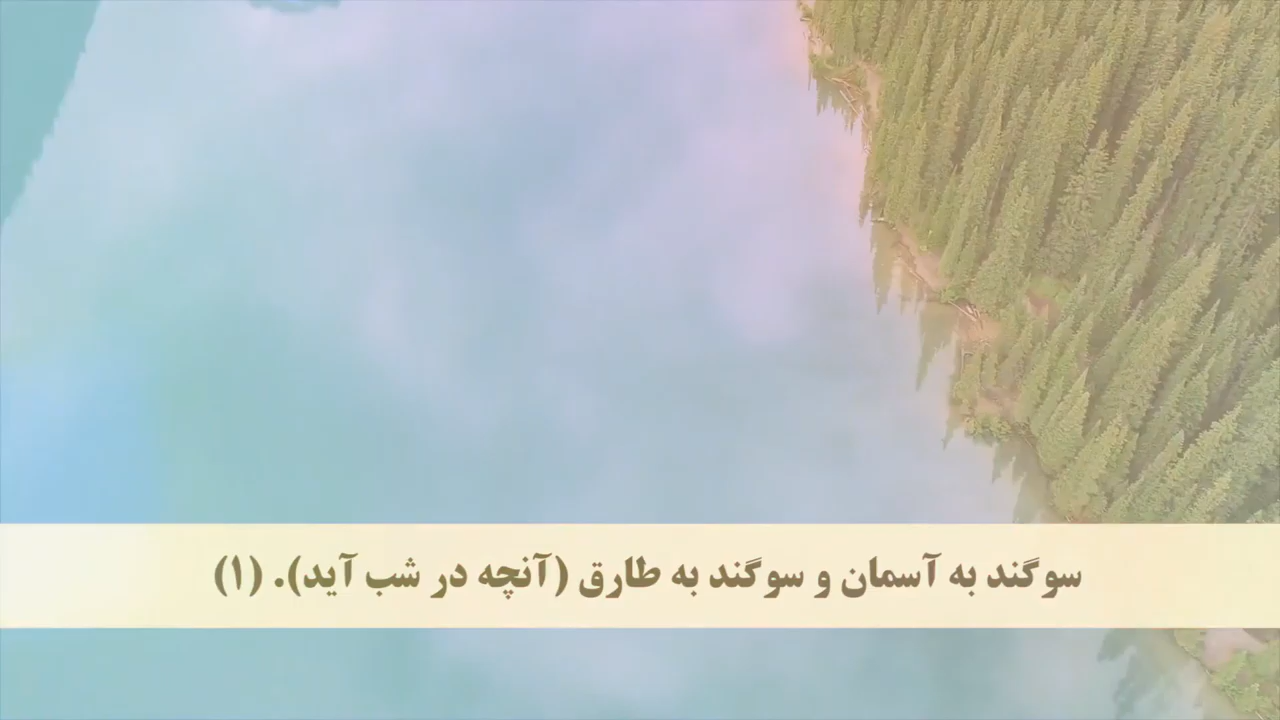 سوگند به آسمان و سوگند به طارق (آنچه در شب آید). (۱)